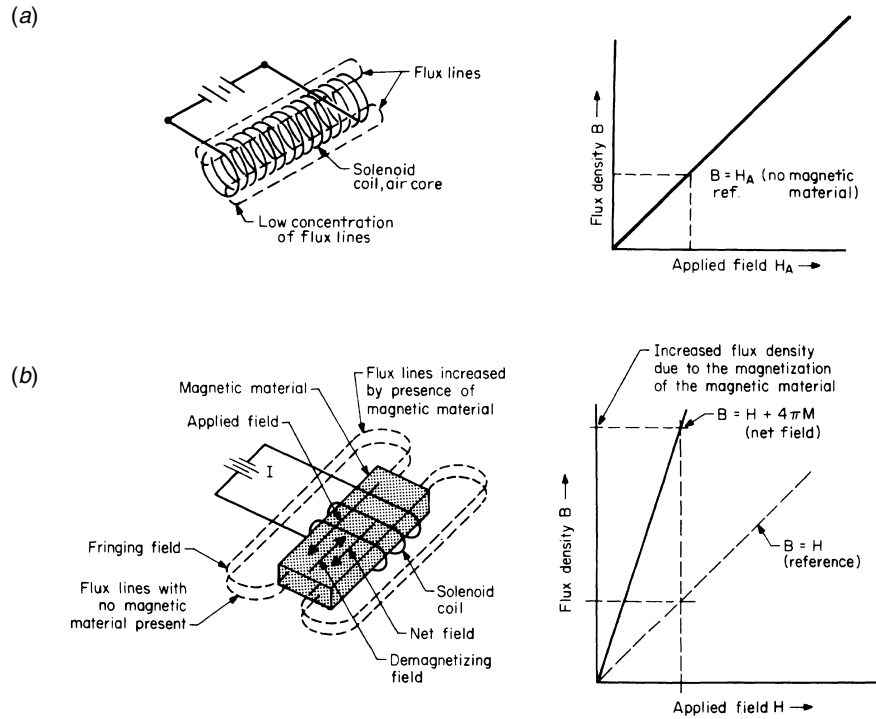 (a)
Flux lines
Solenoid
coil, air core
Low concentration
of flux lines
Flux density B
B = HA (no magnetic
ref. material)
Applied field HA
(b)
Magnetic material
Applied field
Flux lines increased
by presence of
magnetic material
I
Fringing field
Flux lines with
no magnetic
material present
Solenoid
coil
Net field
Demagnetizing
field
Increased flux density
due to the magnetization
of the magnetic material
B = H + 4πM
(net field)
B = H
(reference)
Flux density B
Applied field H